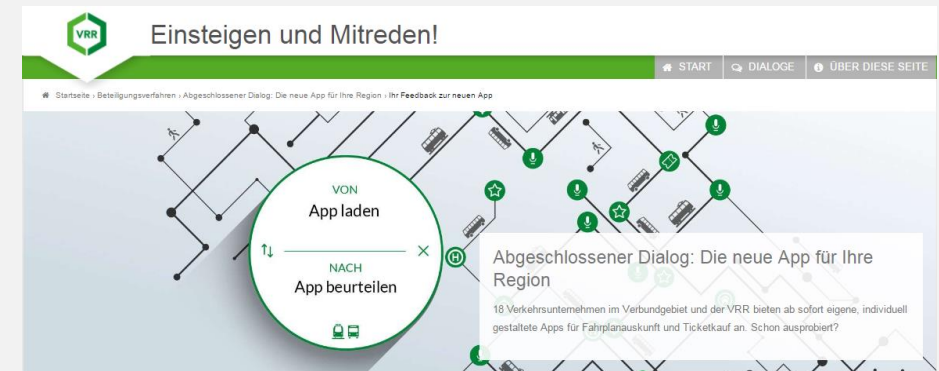 VRR
Einsteigen und Mitreden!
START DIALOGE ÜBER DIESE SEITE
Startseite › Beteiligungsverfahren › Abgeschlossener Dialog: Die neue App für Ihre Region › Ihr Feedback zur neuen App
VON
App laden
NACH
App beurteilen
H
Abgeschlossener Dialog: Die neue App für Ihre
Region
18 Verkehrsunternehmen im Verbundgebiet und der VRR bieten ab sofort eigene, individuell
gestaltete Apps für Fahrplanauskunft und Ticketkauf an. Schon ausprobiert?